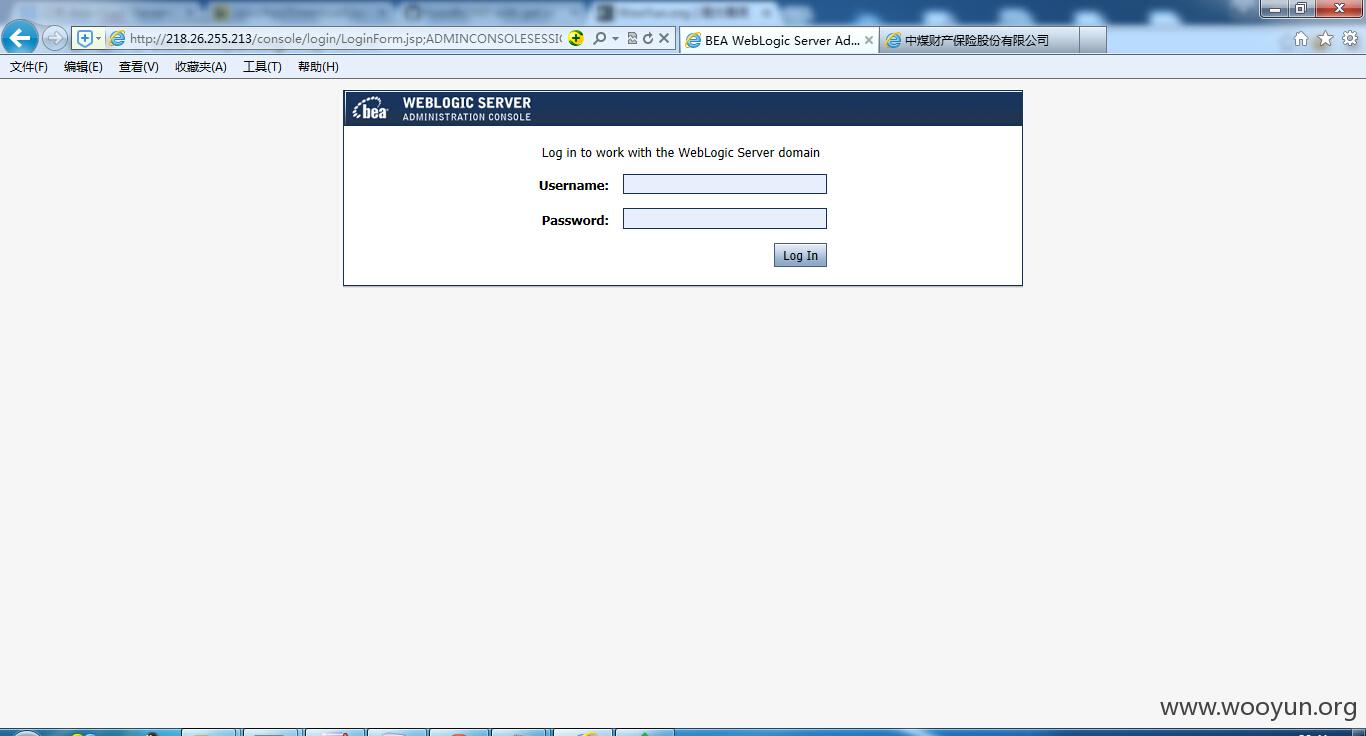 http://218.26.255.213/console/login/LoginForm.jsp;ADMINCONSOLESESSI
BEA WebLogic Server Ad...
中煤财产保险股份有限公司
文件(F) 编辑(E) 查看(V) 收藏夹(A) 工具(T) 帮助(H)
bea
WEBLOGIC SERVER
ADMINISTRATION CONSOLE
Log in to work with the WebLogic Server domain
Username:
Password:
Log In
www.wooyun.org